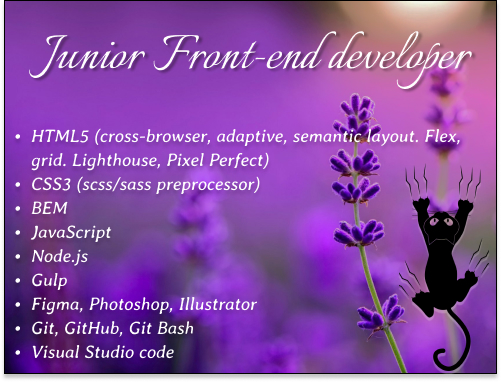 Junior Front-end developer
• HTML5 (cross-browser, adaptive, semantic layout. Flex,
grid. Lighthouse, Pixel Perfect)
• CSS3 (scss/sass preprocessor)
• BEM
• JavaScript
• Node.js
• Gulp
• Figma, Photoshop, Illustrator
• Git, GitHub, Git Bash
• Visual Studio code